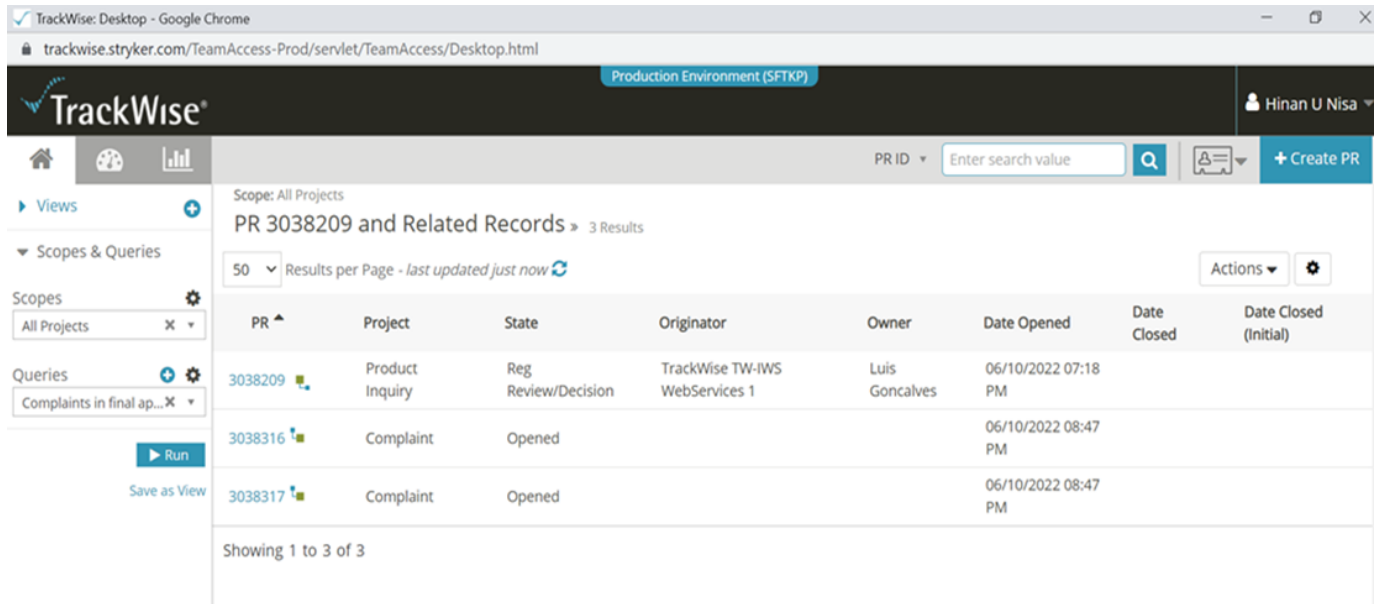 TrackWise: Desktop - Google Chrome
trackwise.stryker.com/TeamAccess-Prod/servlet/TeamAccess/Desktop.html
Production Environment (SFTKP)
TrackWise®
Hinan U Nisa
PR ID
Enter search value
+ Create PR
Views
Scopes & Queries
Scopes
All Projects
Queries
Complaints in final ap...
Run
Save as View
Scope: All Projects
PR 3038209 and Related Records » 3 Results
50 Results per Page - last updated just now
Actions
PR Project State Originator Owner Date Opened Date Closed Date Closed (Initial)
3038209 Product Inquiry Reg Review/Decision TrackWise TW-IWS WebServices 1 Luis Goncalves 06/10/2022 07:18 PM
3038316 Complaint Opened 06/10/2022 08:47 PM
3038317 Complaint Opened 06/10/2022 08:47 PM
Showing 1 to 3 of 3